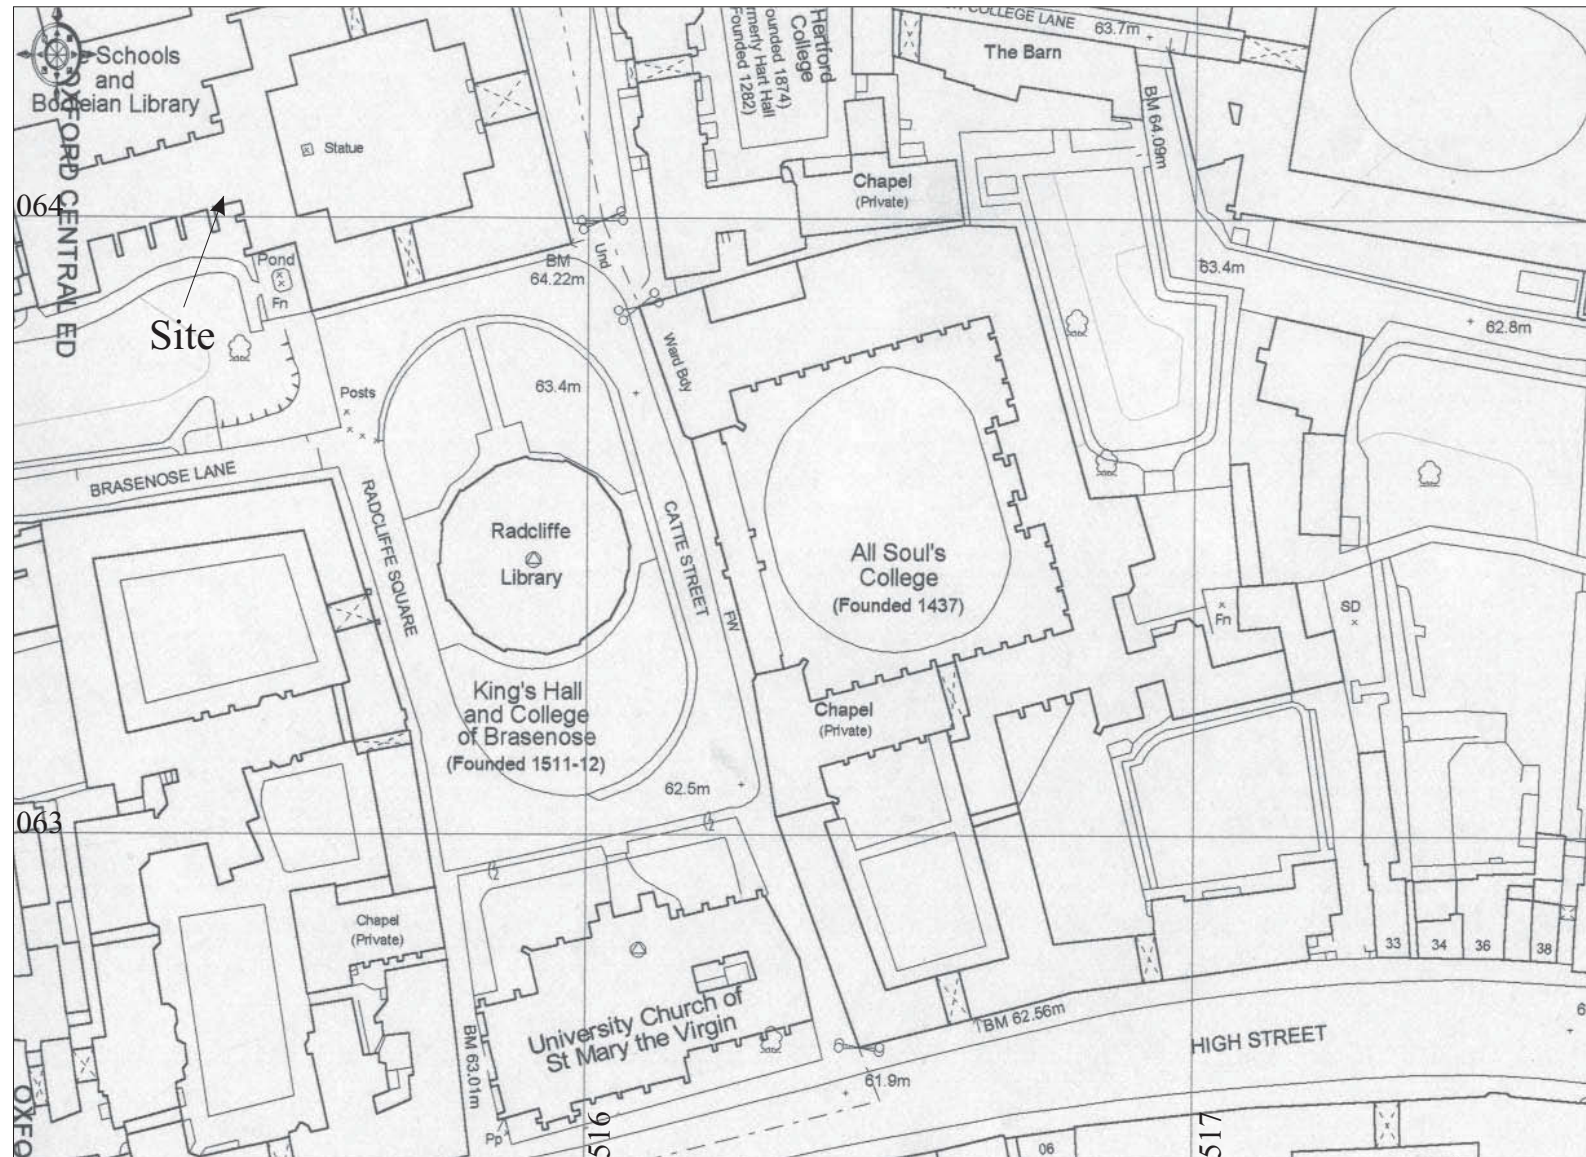 Schools
and
Bodleian Library
OXFORD CENTRAL ED
Statue
064
Pond
Fn
Site
Hertford
College
ounded 1874)
rmerly Hart Hall
Founded 1282)
COLLEGE LANE
63.7m
The Barn
BM 64.09m
Chapel
(Private)
BM
64.22m
Und
63.4m
62.8m
Ward Bdy
63.4m
Posts
BRASENOSE LANE
RADCLIFFE SQUARE
Radcliffe
Library
CATTE STREET
FW
All Soul's
College
(Founded 1437)
Fn
SD
King's Hall
and College
of Brasenose
(Founded 1511-12)
Chapel
(Private)
62.5m
063
Chapel
(Private)
33
34
36
38
University Church of
St Mary the Virgin
BM 63.01m
TBM 62.56m
HIGH STREET
61.9m
Pp
OXFO
516
517
06